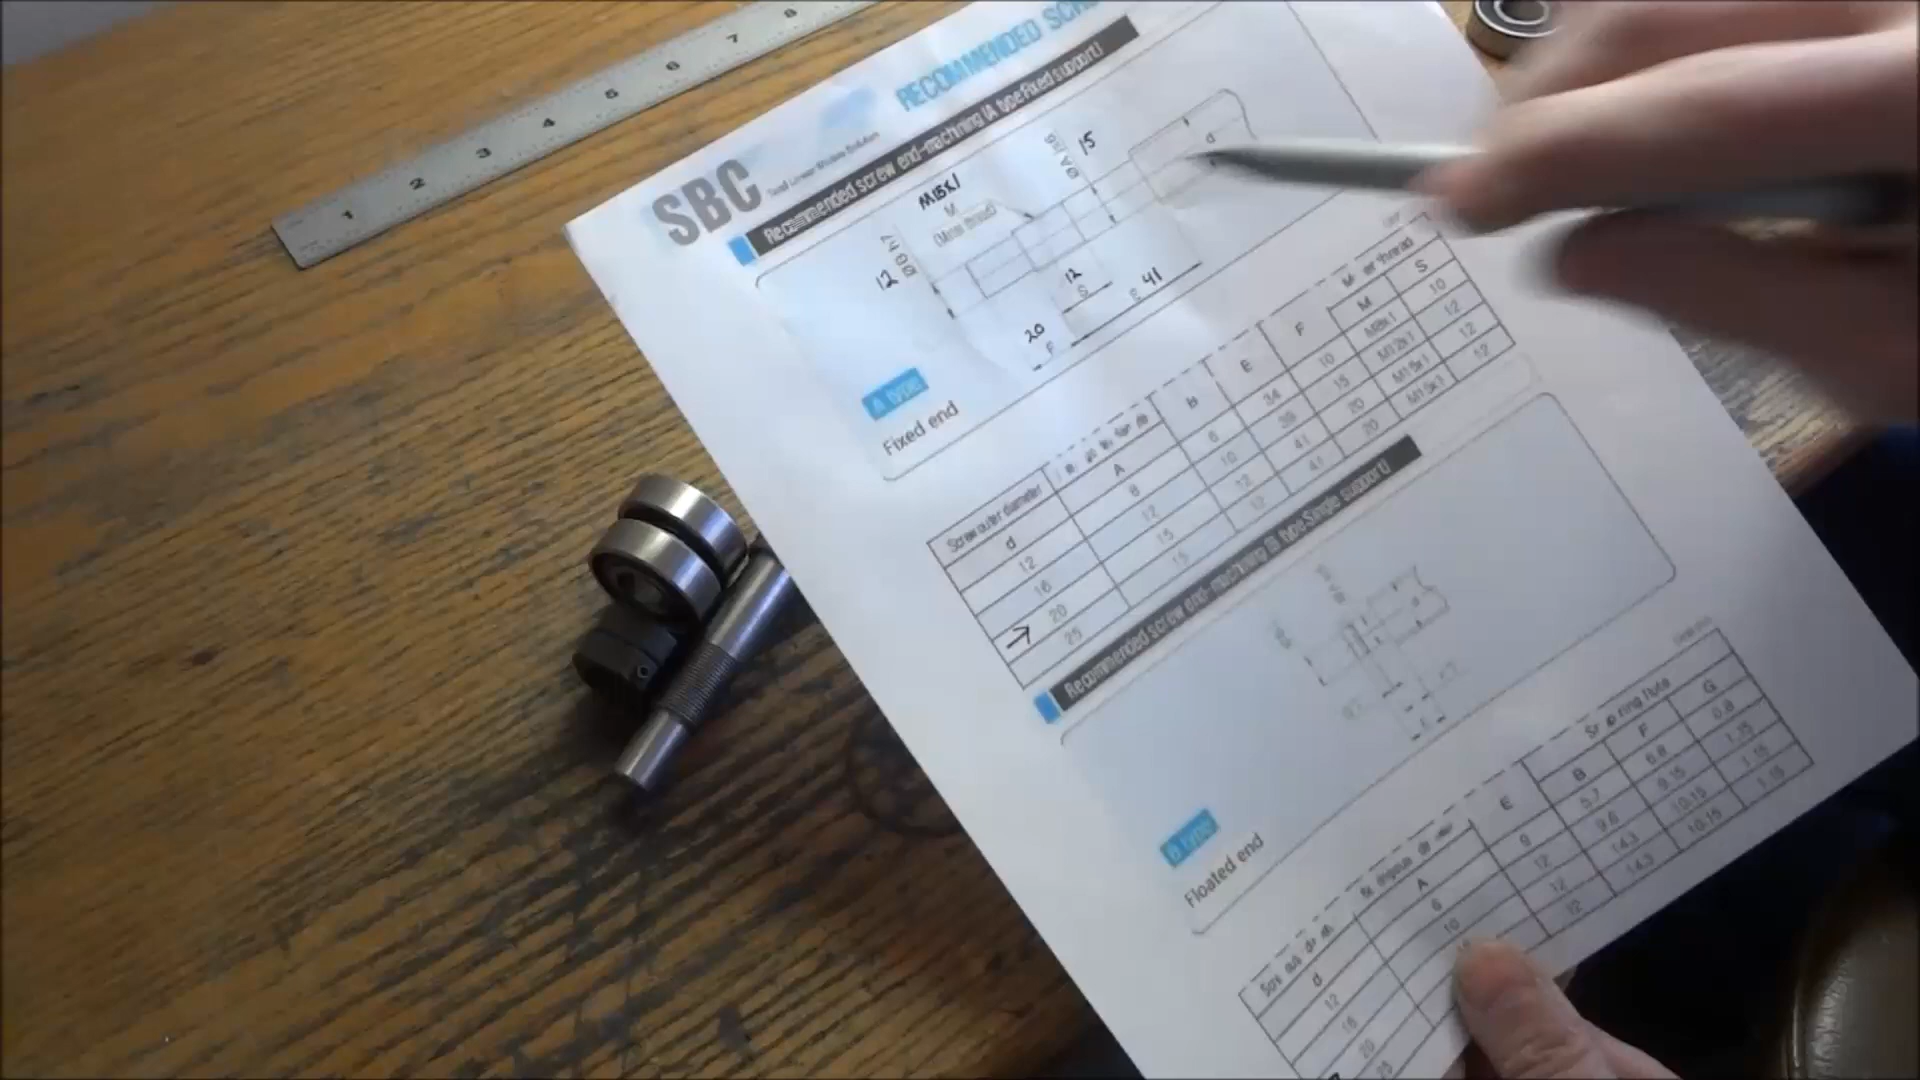 1 2 3 4 5 6 7 8
SBC
RECOMMENDED
Recommended screw end-machining (A type Fixed support)
M15x1
M
15
12
12
S
E 41
20
F
A type
Fixed end
Screw outer diameter
d
A
B
E
F
M
S
12
8
6
34
10
M8x1
10
16
12
10
39
15
M12x1
12
20
15
12
41
20
M15x1
12
25
15
12
41
20
M15x1
12
Recommended screw end-machining (B type Single support)
B type
Floated end
d
A
E
B
F
G
12
6
9
5.7
6.8
0.8
16
10
12
9.6
9.15
1.15
20
12
14.3
10.15
1.15
25
12
14.3
10.15
1.15